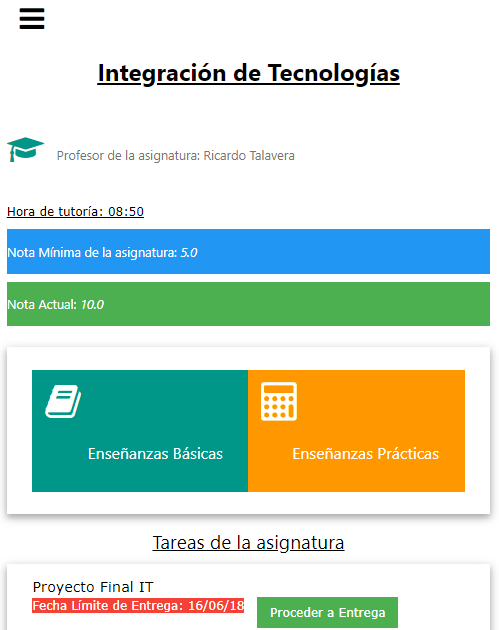 Integración de Tecnologías
Profesor de la asignatura: Ricardo Talavera
Hora de tutoría: 08:50
Nota Mínima de la asignatura: 5.0
Nota Actual: 10.0
Enseñanzas Básicas
Enseñanzas Prácticas
Tareas de la asignatura
Proyecto Final IT
Fecha Límite de Entrega: 16/06/18
Proceder a Entrega